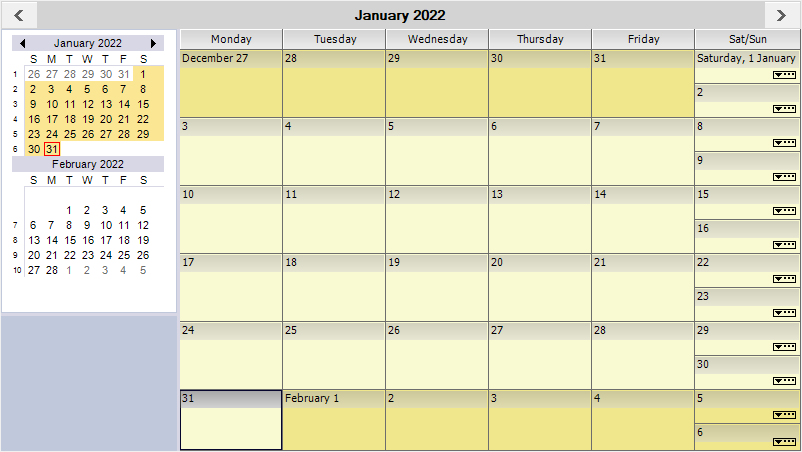 January 2022
January 2022
S M T W T F S
1 26 27 28 29 30 31 1
2 2 3 4 5 6 7 8
3 9 10 11 12 13 14 15
4 16 17 18 19 20 21 22
5 23 24 25 26 27 28 29
6 30 31
February 2022
S M T W T F S
1 2 3 4 5
7 6 7 8 9 10 11 12
8 13 14 15 16 17 18 19
9 20 21 22 23 24 25 26
10 27 28 1 2 3 4 5
Monday Tuesday Wednesday Thursday Friday Sat/Sun
December 27 28 29 30 31 Saturday, 1 January
2
3 4 5 6 7 8
9
10 11 12 13 14 15
16
17 18 19 20 21 22
23
24 25 26 27 28 29
30
31 February 1 2 3 4 5
6